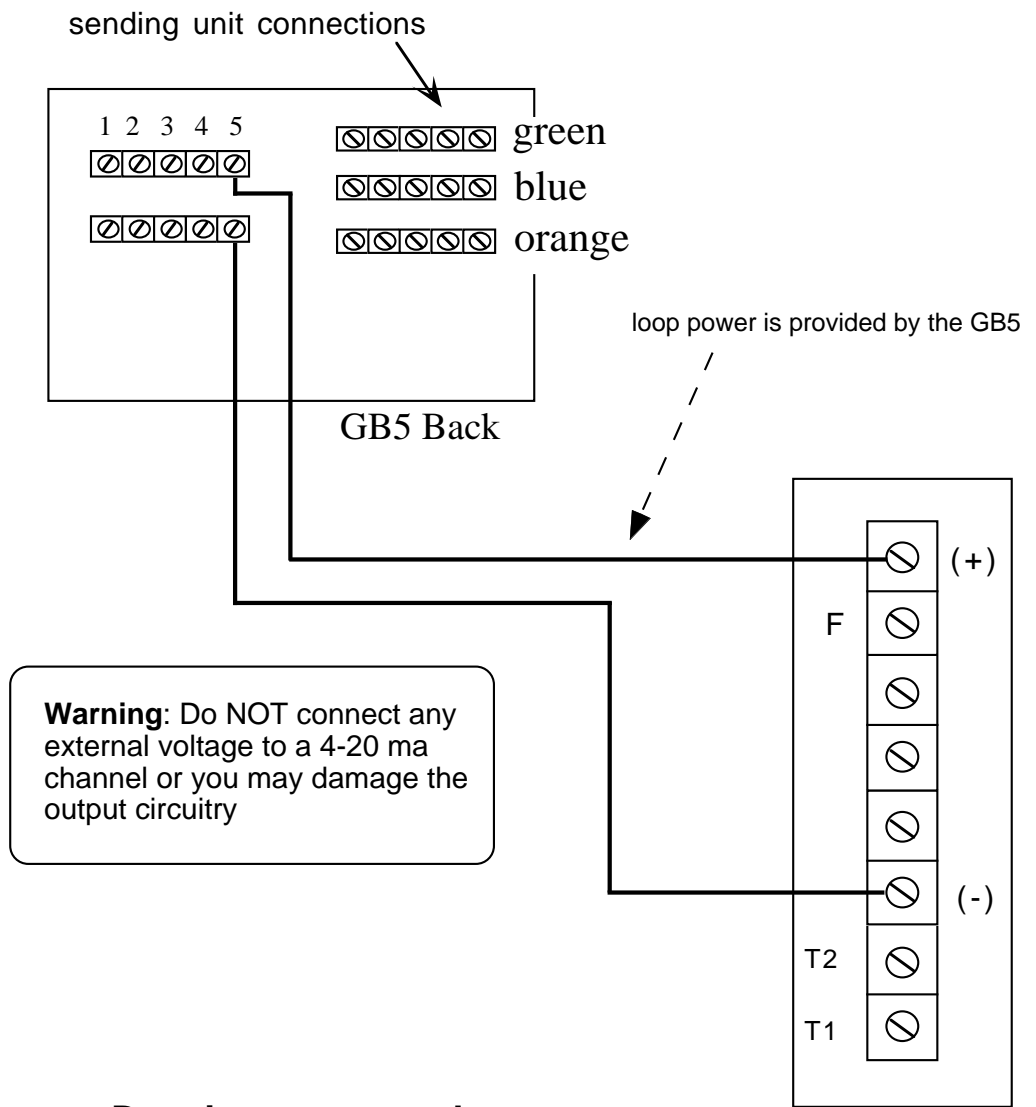 sending unit connections
1 2 3 4 5
green
blue
orange
loop power is provided by the GB5
GB5 Back
(+)
F
Warning: Do NOT connect any
external voltage to a 4-20 ma
channel or you may damage the
output circuitry
(-)
T2
T1